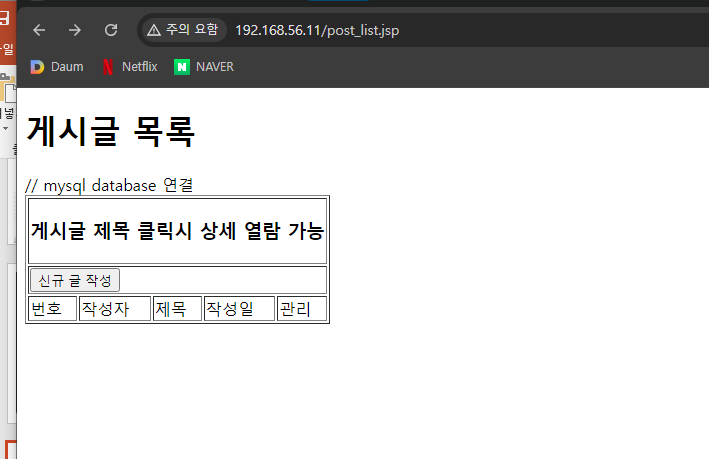 일
주의 요함 192.168.56.11/post_list.jsp
Daum Netflix N NAVER
게시글 목록
// mysql database 연결
게시글 제목 클릭시 상세 열람 가능
신규 글 작성
번호 작성자 제목 작성일 관리